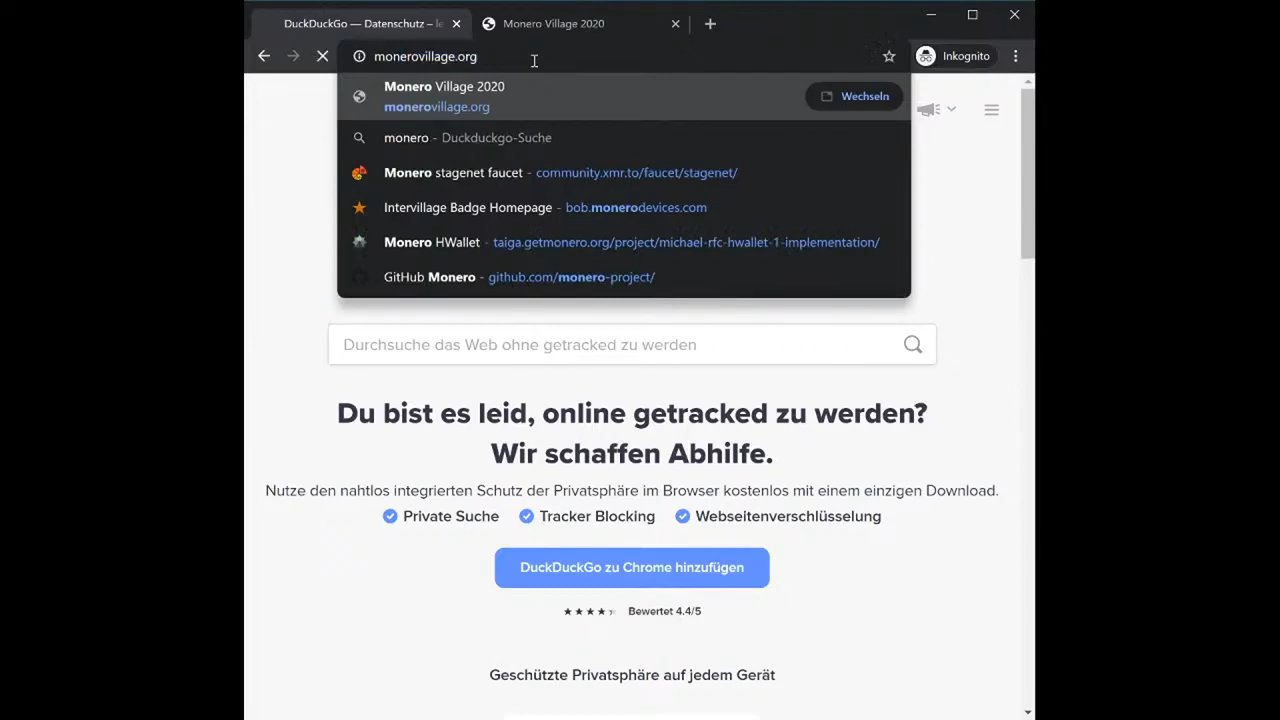 DuckDuckGo — Datenschutz – le
Monero Village 2020
monerovillage.org
Inkognito
Monero Village 2020
monerovillage.org
Wechseln
monero - Duckduckgo-Suche
Monero stagenet faucet - community.xmr.to/faucet/stagenet/
Intervillage Badge Homepage - bob.monerodevices.com
Monero HWallet - taiga.getmonero.org/project/michael-rfc-hwallet-1-implementation/
GitHub Monero - github.com/monero-project/
Durchsuche das Web ohne getracked zu werden
Du bist es leid, online getracked zu werden?
Wir schaffen Abhilfe.
Nutze den nahtlos integrierten Schutz der Privatsphäre im Browser kostenlos mit einem einzigen Download.
Private Suche Tracker Blocking Webseitenverschlüsselung
DuckDuckGo zu Chrome hinzufügen
Bewertet 4.4/5
Geschützte Privatsphäre auf jedem Gerät